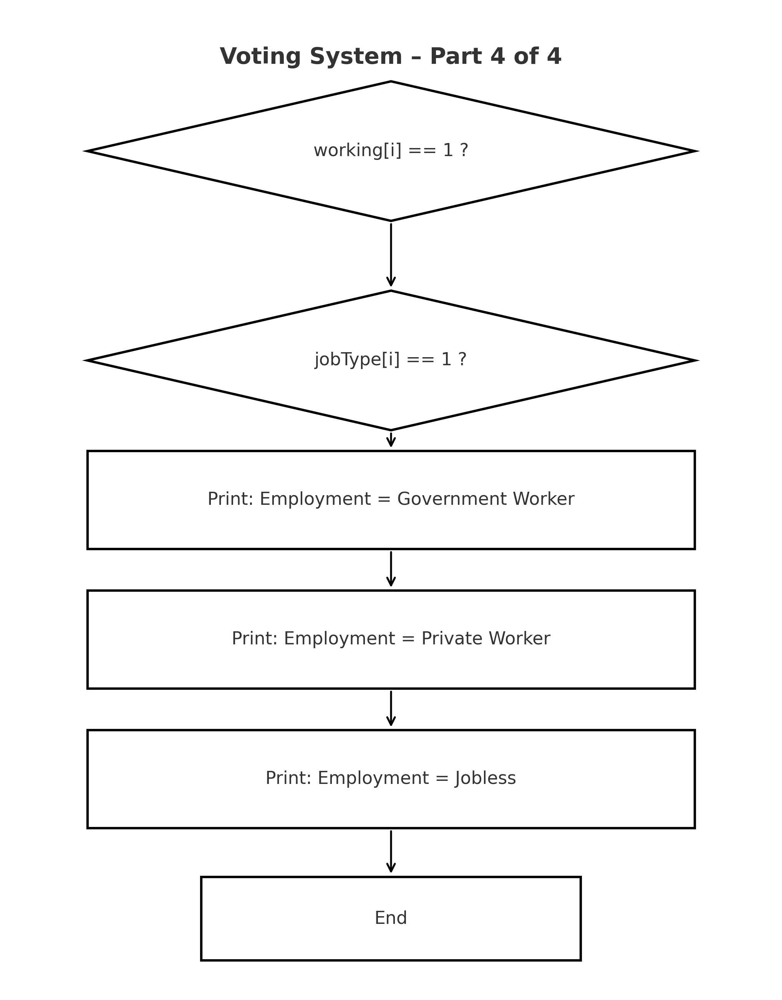 Voting System – Part 4 of 4
working[i] == 1 ?
jobType[i] == 1 ?
Print: Employment = Government Worker
Print: Employment = Private Worker
Print: Employment = Jobless
End